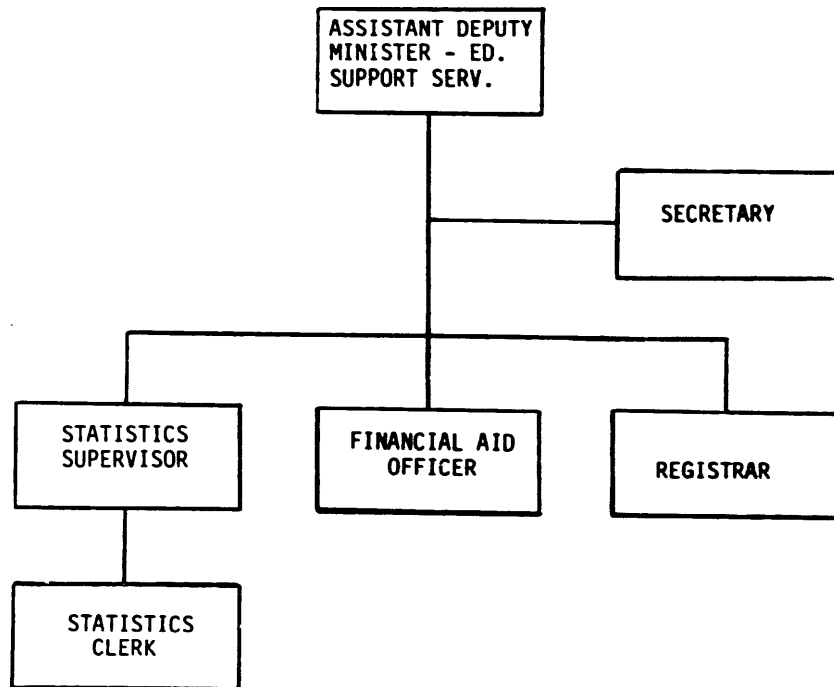 ASSISTANT DEPUTY
MINISTER - ED.
SUPPORT SERV.
SECRETARY
STATISTICS
SUPERVISOR
FINANCIAL AID
OFFICER
REGISTRAR
STATISTICS
CLERK